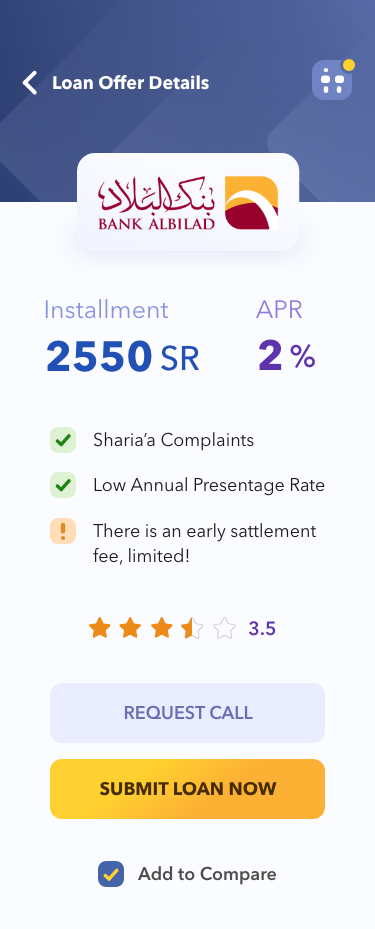 Loan Offer Details
بنك البلاد
BANK ALBILAD
Installment
APR
2550 SR
2 %
Sharia’a Complaints
Low Annual Presentage Rate
There is an early sattlement
fee, limited!
3.5
REQUEST CALL
SUBMIT LOAN NOW
Add to Compare